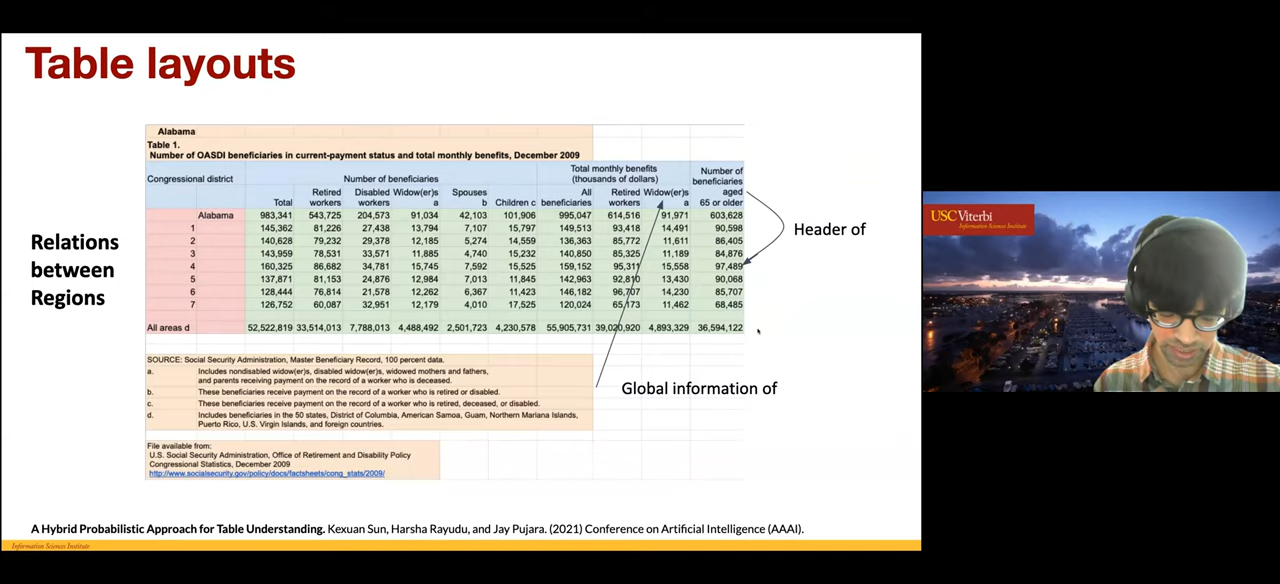 Table layouts
Alabama
Table 1.
Number of OASDI beneficiaries in current-payment status and total monthly benefits, December 2009
Congressional district
Number of beneficiaries
Total monthly benefits
(thousands of dollars)
Number of
beneficiaries
aged
65 or older
Total
Retired
workers
Disabled
workers
Widow(er)s
a
Spouses
b
Children c
All
beneficiaries
Retired
workers
Widow(er)s
a
Alabama 983,341 543,725 204,573 91,034 42,103 101,906 995,047 614,516 91,971 603,628
1 145,362 81,226 27,438 13,794 7,107 15,797 149,513 93,418 14,491 90,598
2 140,628 79,232 29,378 12,185 5,274 14,559 136,363 85,772 11,611 86,405
3 143,959 78,531 33,571 11,885 4,740 15,232 140,850 85,325 11,189 84,876
4 160,325 86,682 34,781 15,745 7,592 15,525 159,152 95,311 15,558 97,489
5 137,871 81,153 24,876 12,984 7,013 11,845 142,963 92,810 13,430 90,068
6 128,444 76,814 21,578 12,262 6,367 11,423 146,182 96,707 14,230 85,707
7 126,752 60,087 32,951 12,179 4,010 17,525 120,024 65,173 11,462 68,485
All areas d 52,522,819 33,514,013 7,788,013 4,488,492 2,501,723 4,230,578 55,905,731 39,020,920 4,893,329 36,594,122
SOURCE: Social Security Administration, Master Beneficiary Record, 100 percent data.
a. Includes nondisabled widow(er)s, disabled widow(er)s, widowed mothers and fathers,
and parents receiving payment on the record of a worker who is deceased.
b. These beneficiaries receive payment on the record of a worker who is retired or disabled.
c. These beneficiaries receive payment on the record of a worker who is retired, deceased, or disabled.
d. Includes beneficiaries in the 50 states, District of Columbia, American Samoa, Guam, Northern Mariana Islands,
Puerto Rico, U.S. Virgin Islands, and foreign countries.
File available from:
U.S. Social Security Administration, Office of Retirement and Disability Policy
Congressional Statistics, December 2009
http://www.socialsecurity.gov/policy/docs/factsheets/cong_stats/2009/
Relations
between
Regions
Header of
Global information of
A Hybrid Probabilistic Approach for Table Understanding. Kexuan Sun, Harsha Rayudu, and Jay Pujara. (2021) Conference on Artificial Intelligence (AAAI).
Information Sciences Institute
USC Viterbi
Information Sciences Institute